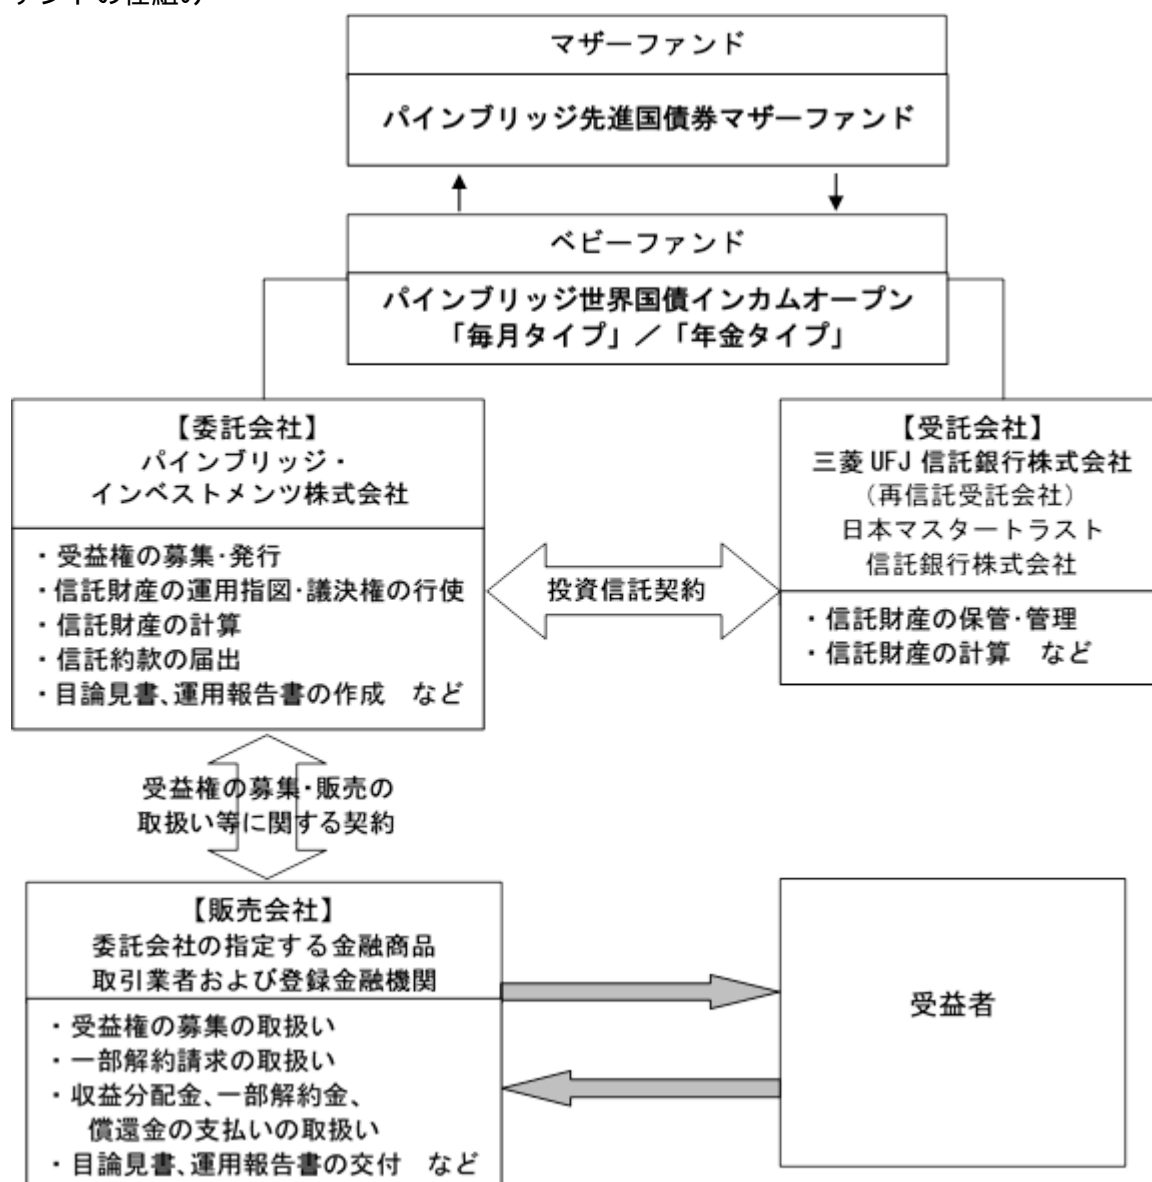 ファンドの仕組み
マザーファンド
パインブリッジ先進国債券マザーファンド
ベビーファンド
パインブリッジ世界国債インカムオープン
「毎月タイプ」／「年金タイプ」
【委託会社】
パインブリッジ・
インベストメンツ株式会社
・受益権の募集・発行
・信託財産の運用指図・議決権の行使
・信託財産の計算
・信託約款の届出
・目論見書、運用報告書の作成　など
投資信託契約
【受託会社】
三菱 UFJ 信託銀行株式会社
（再信託受託会社）
日本マスタートラスト
信託銀行株式会社
・信託財産の保管・管理
・信託財産の計算　など
受益権の募集・販売の
取扱い等に関する契約
【販売会社】
委託会社の指定する金融商品
取引業者および登録金融機関
・受益権の募集の取扱い
・一部解約請求の取扱い
・収益分配金、一部解約金、
償還金の支払いの取扱い
・目論見書、運用報告書の交付　など
受益者